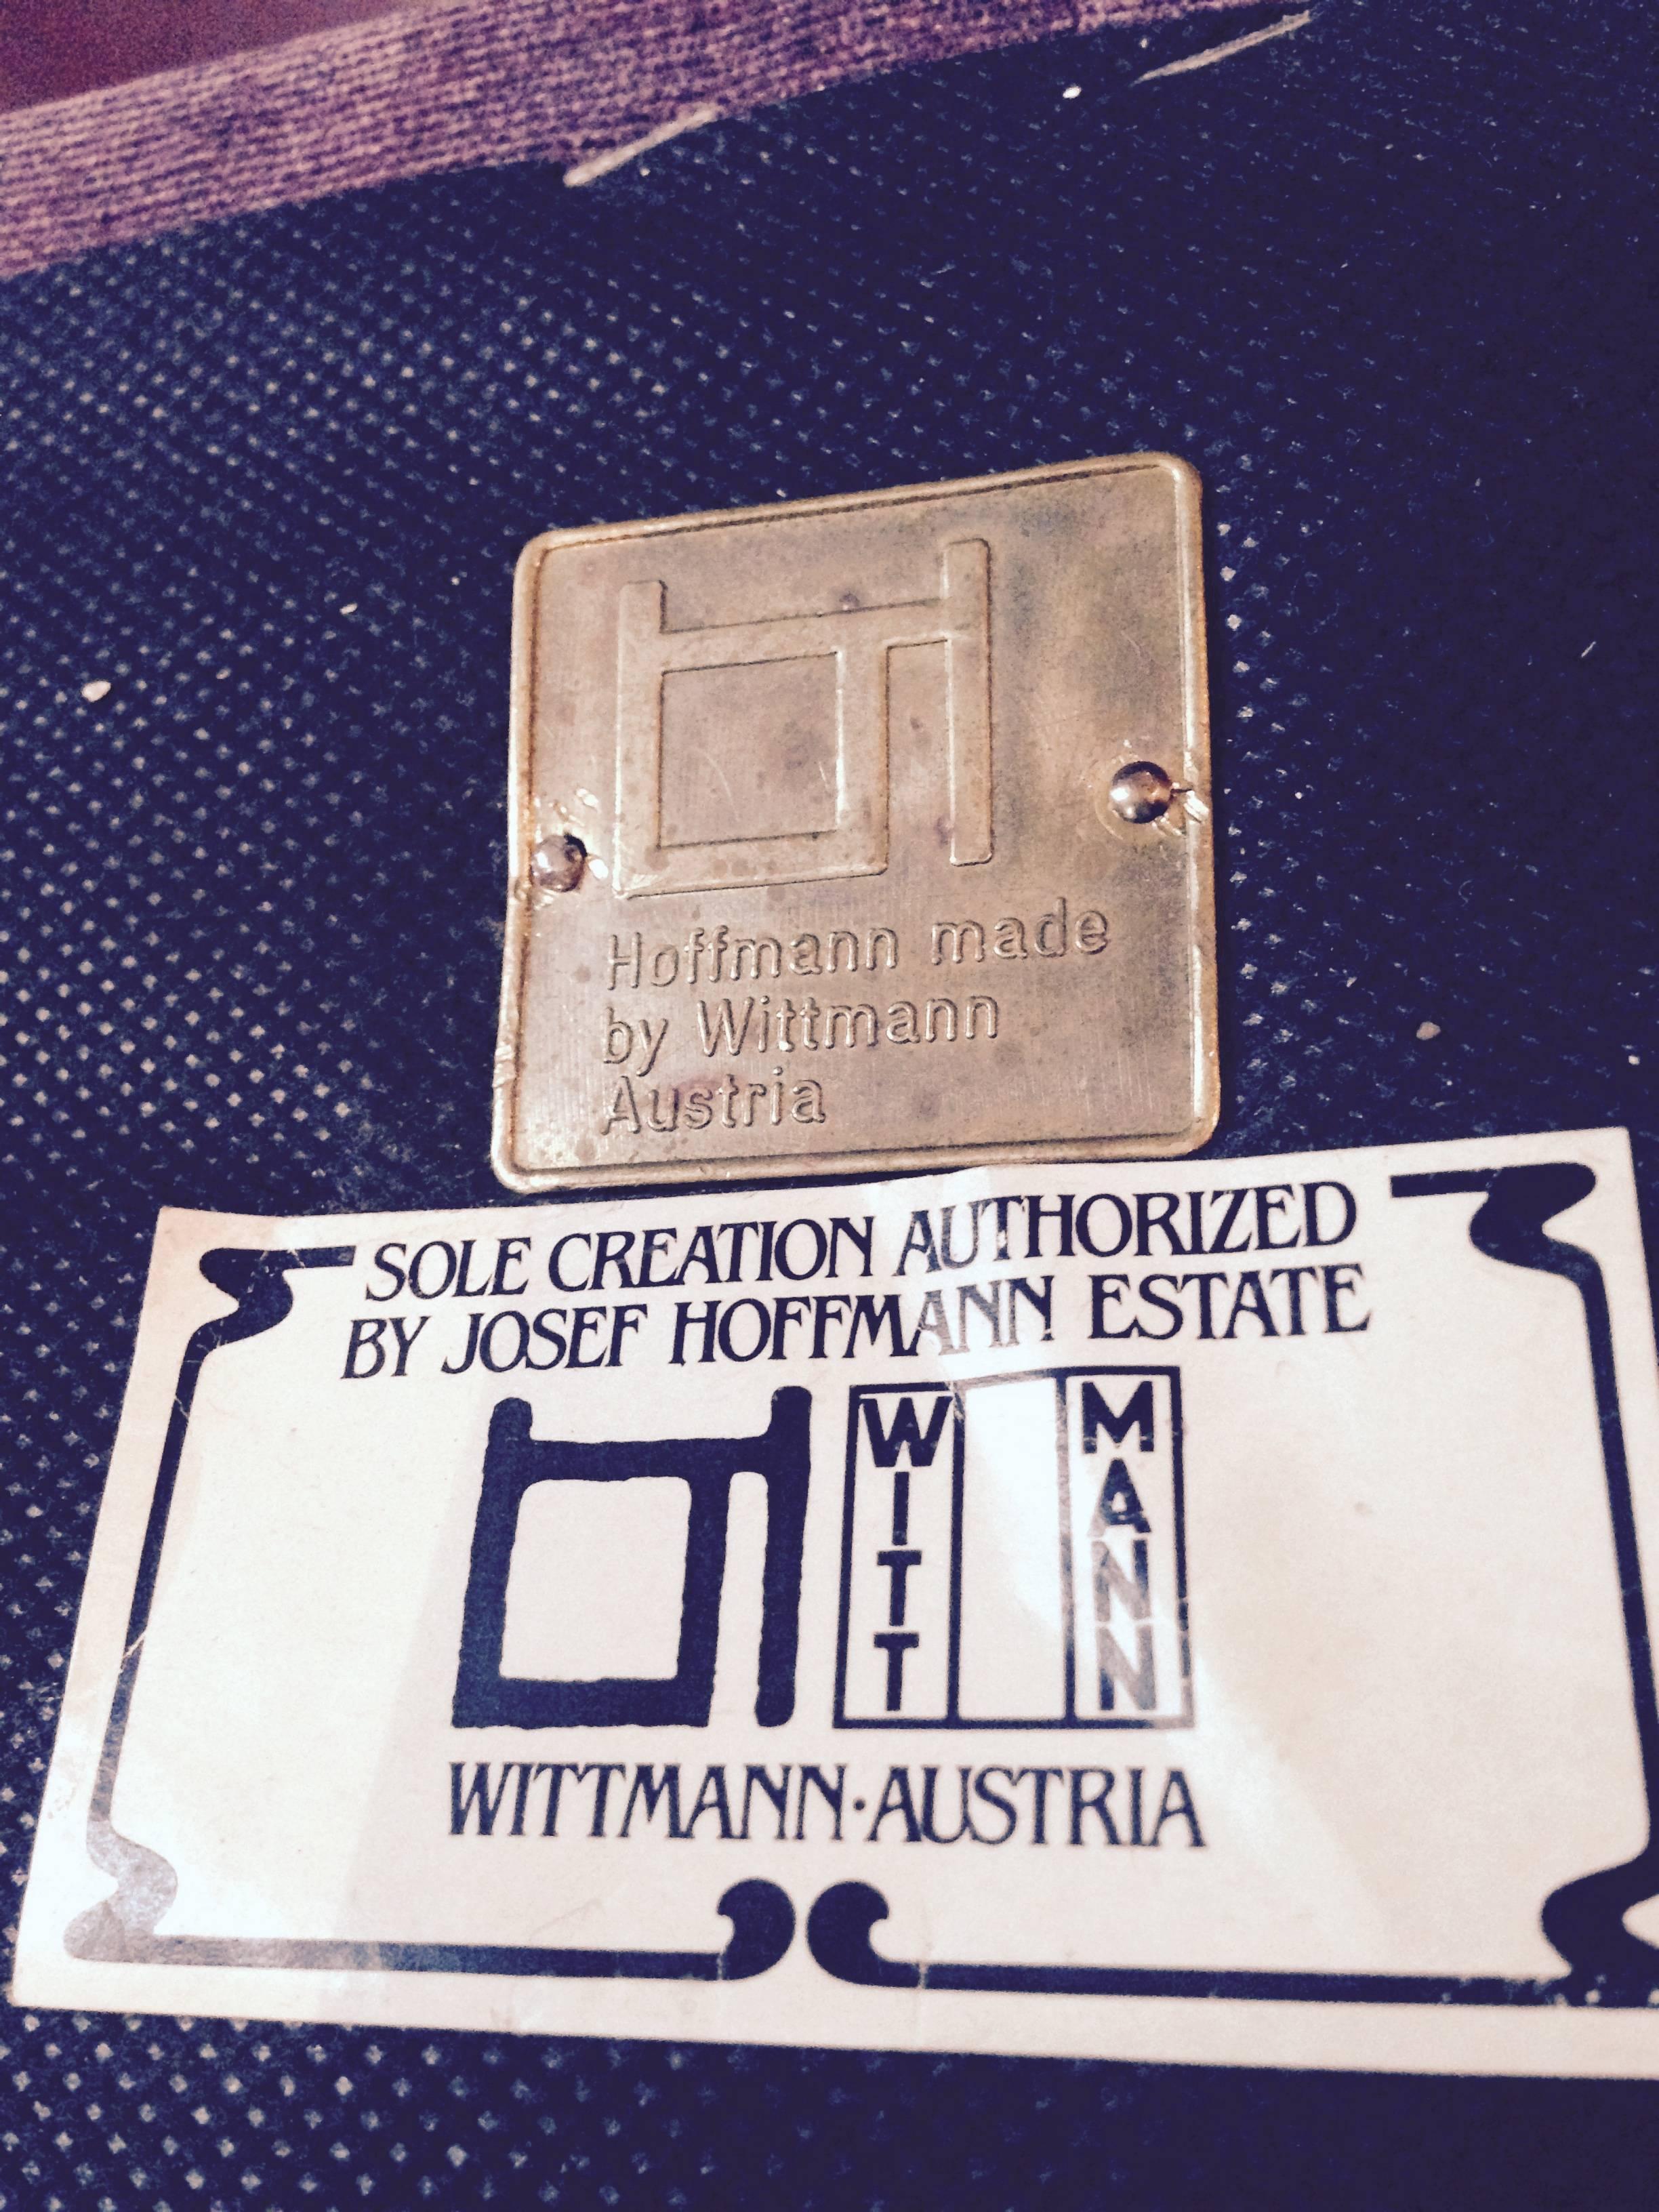 Hoffmann made
by Wittmann
Austria
SOLE CREATION AUTHORIZED
BY JOSEF HOFFMANN ESTATE
WITT
MANN
WITTMANN·AUSTRIA